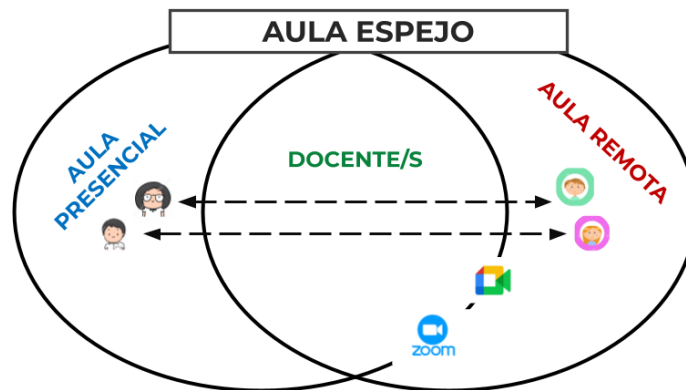 AULA ESPEJO
AULA
PRESENCIAL
DOCENTE/S
AULA REMOTA
zoom